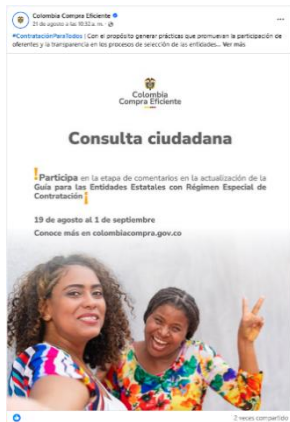 Colombia Compra Eficiente
21 de agosto a las 10:32 a. m. ·
#ContrataciónParaTodos | Con el propósito generar prácticas que promuevan la participación de
oferentes y la transparencia en los procesos de selección de las entidades... Ver más
Colombia
Compra Eficiente
Consulta ciudadana
¡Participa en la etapa de comentarios en la actualización de la
Guía para las Entidades Estatales con Régimen Especial de
Contratación!
19 de agosto al 1 de septiembre
Conoce más en colombiacompra.gov.co
2 veces compartido